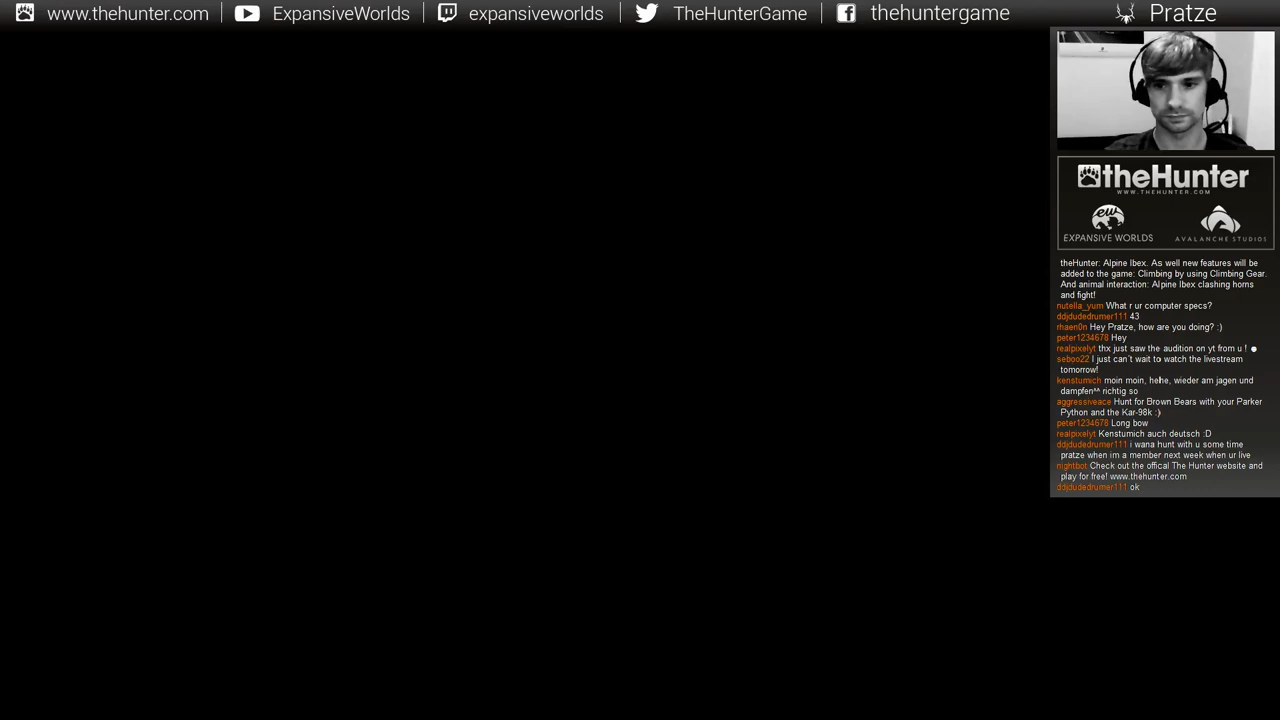 www.thehunter.com ExpansiveWorlds expansiveworlds TheHunterGame thehuntergame Pratze
theHunter
WWW.THEHUNTER.COM
ew
EXPANSIVE WORLDS AVALANCHE STUDIOS
theHunter: Alpine Ibex. As well new features will be
added to the game: Climbing by using Climbing Gear.
And animal interaction: Alpine Ibex clashing horns
and fight!
nutella_yum What r ur computer specs?
ddjdudedrumer111 43
rhaen0n Hey Pratze, how are you doing? :)
peter1234678 Hey
realpixelyt thx just saw the audition on yt from u !
seboo22 I just can´t wait to watch the livestream
tomorrow!
kenstumich moin moin, hehe, wieder am jagen und
dampfen^^ richtig so
aggressiveace Hunt for Brown Bears with your Parker
Python and the Kar-98k :)
peter1234678 Long bow
realpixelyt Kenstumich auch deutsch :D
ddjdudedrumer111 i wana hunt with u some time
pratze when im a member next week when ur live
nightbot Check out the offical The Hunter website and
play for free! www.thehunter.com
ddjdudedrumer111 ok